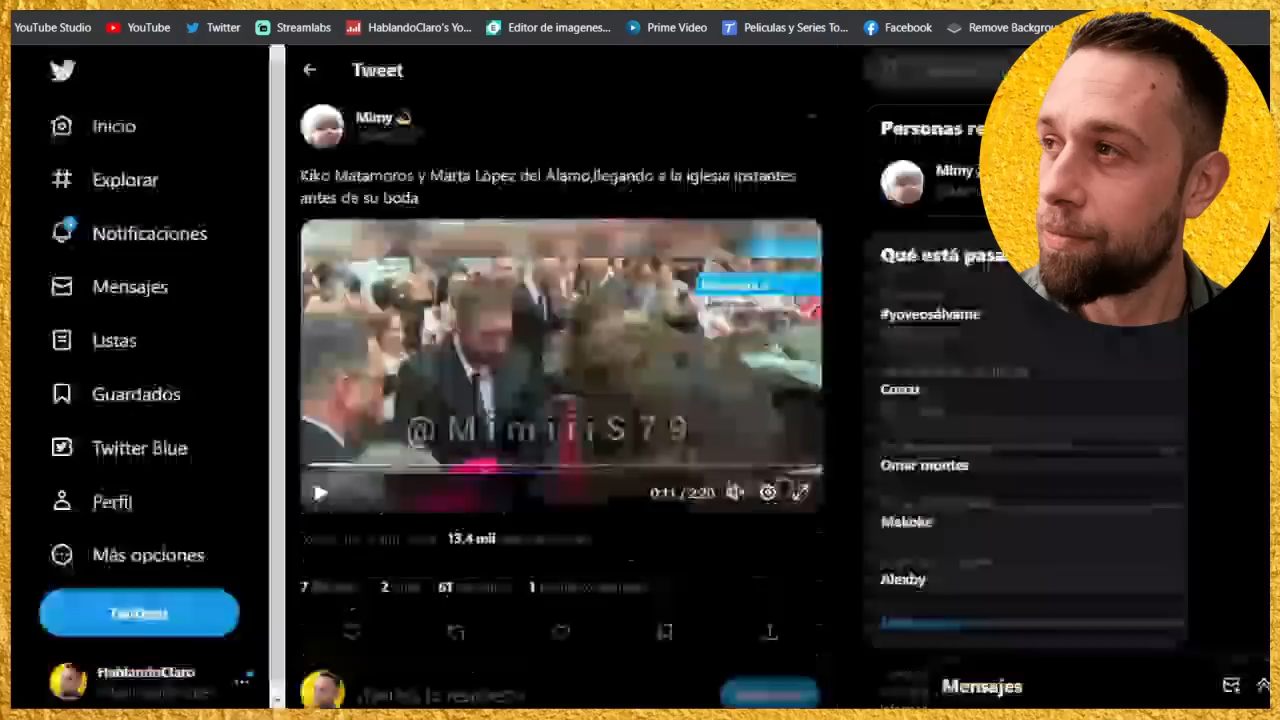 YouTube Studio YouTube Twitter Streamlabs HablandoClaro's Yo... Editor de imagenes... Prime Video Peliculas y Series To... Facebook Remove Backgrou
Tweet
Mimy
Kiko Matamoros y Marta López del Álamo,llegando a la iglesia instantes
antes de su boda
@MimiiiS79
0:11 / 2:20
13,4 mil
7
2
61
1
Inicio
Explorar
Notificaciones
Mensajes
Listas
Guardados
Twitter Blue
Perfil
Más opciones
Twittear
HablandoClaro
Personas re
Mimy
Qué está pasa
#yoveosálvame
Omar montes
Makoke
Alexby
Mensajes